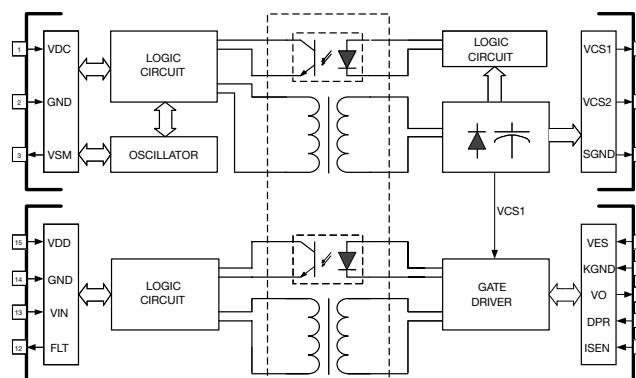 1
VDC
LOGIC
CIRCUIT
LOGIC
CIRCUIT
VCS1
2
GND
VCS2
3
VSM
OSCILLATOR
SGND
VCS1
15
VDD
VES
14
GND
LOGIC
CIRCUIT
GATE
DRIVER
KGND
13
VIN
VO
DPR
12
FLT
ISEN